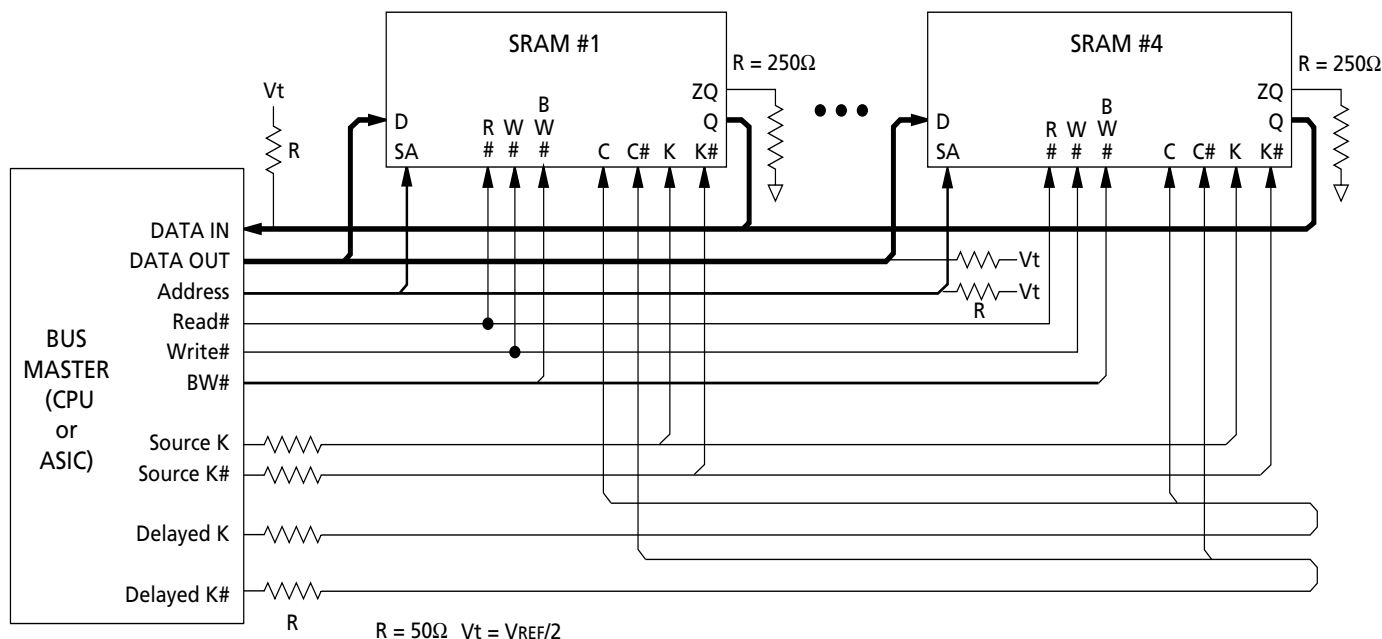 SRAM #1
R = 250Ω
ZQ
Q
D
SA
R
#
W
#
B
W
#
C
C#
K
K#
SRAM #4
R = 250Ω
ZQ
Q
D
SA
R
#
W
#
B
W
#
C
C#
K
K#
Vt
R
DATA IN
DATA OUT
Address
Read#
Write#
BW#
Source K
Source K#
Delayed K
Delayed K#
BUS
MASTER
(CPU
or
ASIC)
Vt
Vt
R
R
R = 50Ω Vt = VREF/2